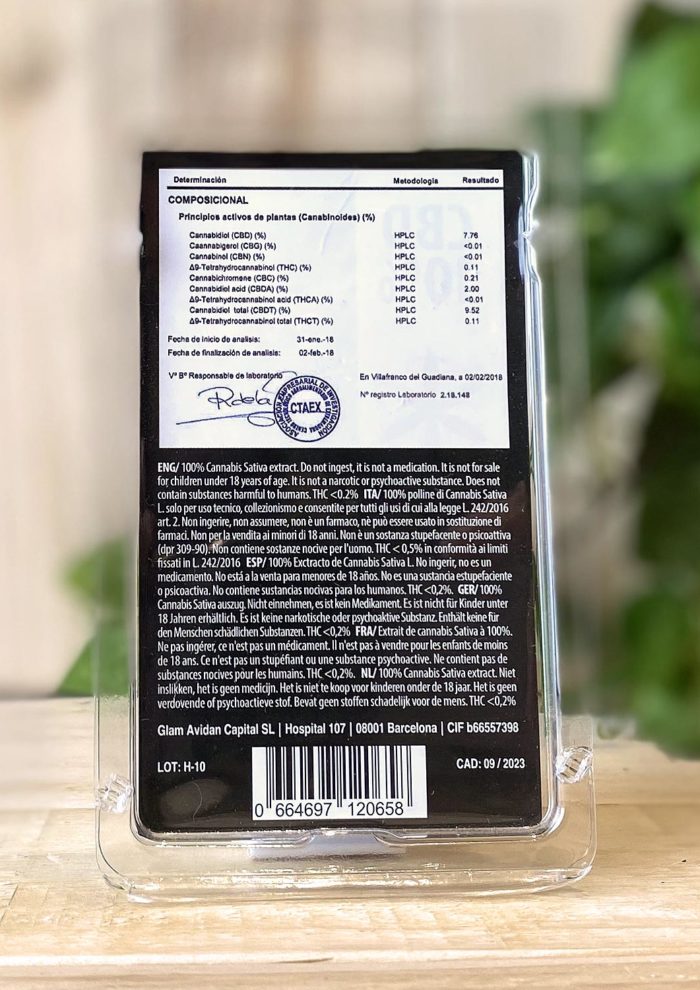 Determinación Metodología Resultado
COMPOSICIONAL
Principios activos de plantas (Canabinoides) (%)
Cannabidiol (CBD) (%) HPLC 7.76
Caannabigerol (CBG) (%) HPLC <0.01
Cannabinol (CBN) (%) HPLC <0.01
Δ9-Tetrahydrocannabinol (THC) (%) HPLC 0.11
Cannabichromene (CBC) (%) HPLC 0.21
Cannabidiel acid (CBDA) (%) HPLC 2.00
Δ9-Tetrahydrocannabinol acid (THCA) (%) HPLC <0.01
Cannabidiol total (CBDT) (%) HPLC 9.52
Δ9-Tetrahydrocannabinol total (THCT) (%) HPLC 0.11
Fecha de inicio de analisis: 31-ene.-18
Fecha de finalización de analisis: 02-feb.-18
Vº Bº Responsable de laboratorio En Villafranco del Guadiana, a 02/02/2018
Nº registro Laboratorio 2.18.148
ASOCIACIÓN EMPRESARIAL DE INVESTIGACIÓN
CTAEX
ENG/ 100% Cannabis Sativa extract. Do not ingest, it is not a medication. It is not for sale
for children under 18 years of age. It is not a narcotic or psychoactive substance. Does not
contain substances harmful to humans. THC <0.2% ITA/ 100% polline di Cannabis Sativa
L. solo per uso tecnico, collezionismo e consentite per tutti gli usi di cui alla legge L. 242/2016
art. 2. Non ingerire, non assumere, non è un farmaco, nè può essere usato in sostituzione di
farmaci. Non per la vendita ai minori di 18 anni. Non è un sostanza stupefacente o psicoattiva
(dpr 309-90). Non contiene sostanze nocive per l'uomo. THC < 0,5% in conformità ai limiti
fissati in L. 242/2016 ESP/ 100% Exctracto de Cannabis Sativa L. No ingerir, no es un
medicamento. No está a la venta para menores de 18 años. No es una sustancia estupefaciente
o psicoactiva. No contiene sustancias nocivas para los humanos. THC <0,2%. GER/ 100%
Cannabis Sativa auszug. Nicht einnehmen, es ist kein Medikament. Es ist nicht für Kinder unter
18 Jahren erhältlich. Es ist keine narkotische oder psychoaktive Substanz. Enthält keine für
den Menschen schädlichen Substanzen. THC <0,2% FRA/ Extrait de cannabis Sativa à 100%.
Ne pas ingérer, ce n'est pas un médicament. Il n'est pas à vendre pour les enfants de moins
de 18 ans. Ce n'est pas un stupéfiant ou une substance psychoactive. Ne contient pas de
substances nocives pour les humains. THC <0,2%. NL/ 100% Cannabis Sativa extract. Niet
inslikken, het is geen medicijn. Het is niet te koop voor kinderen onder de 18 jaar. Het is geen
verdovende of psychoactieve stof. Bevat geen stoffen schadelijk voor de mens. THC <0,2%
Glam Avidan Capital SL | Hospital 107 | 08001 Barcelona | CIF b66557398
LOT: H-10 CAD: 09 / 2023
0 664697 120658